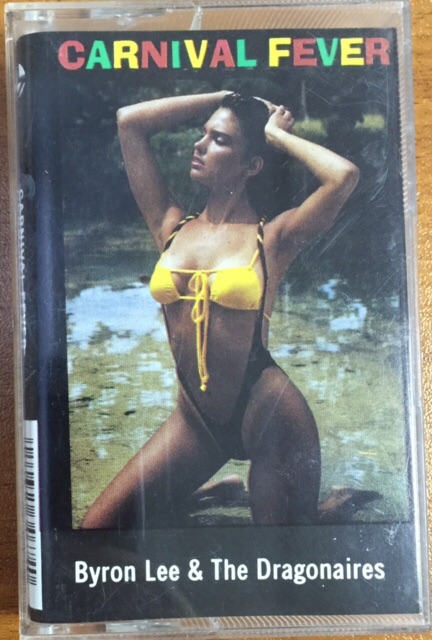 CARNIVAL FEVER
Byron Lee & The Dragonaires